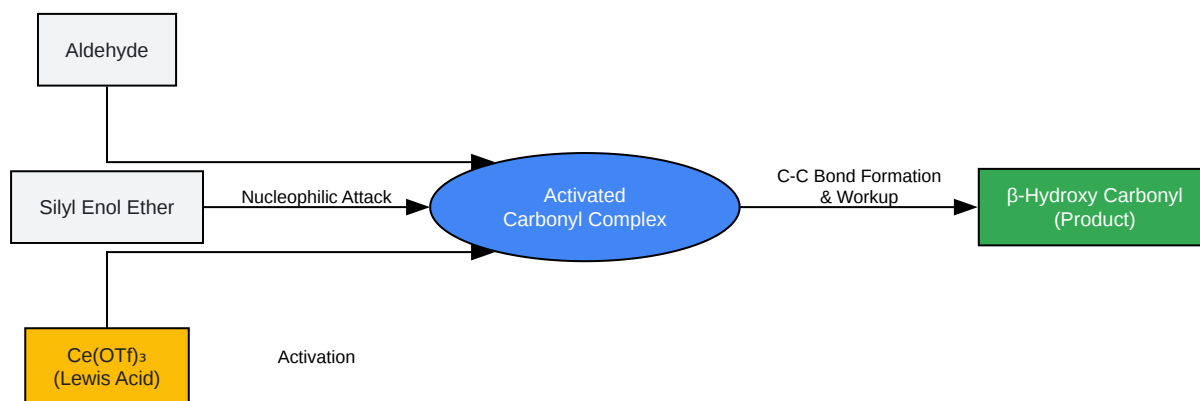 Aldehyde
Silyl Enol Ether
Nucleophilic Attack
Activated
Carbonyl Complex
C-C Bond Formation
& Workup
β-Hydroxy Carbonyl
(Product)
Ce(OTf)₃
(Lewis Acid)
Activation